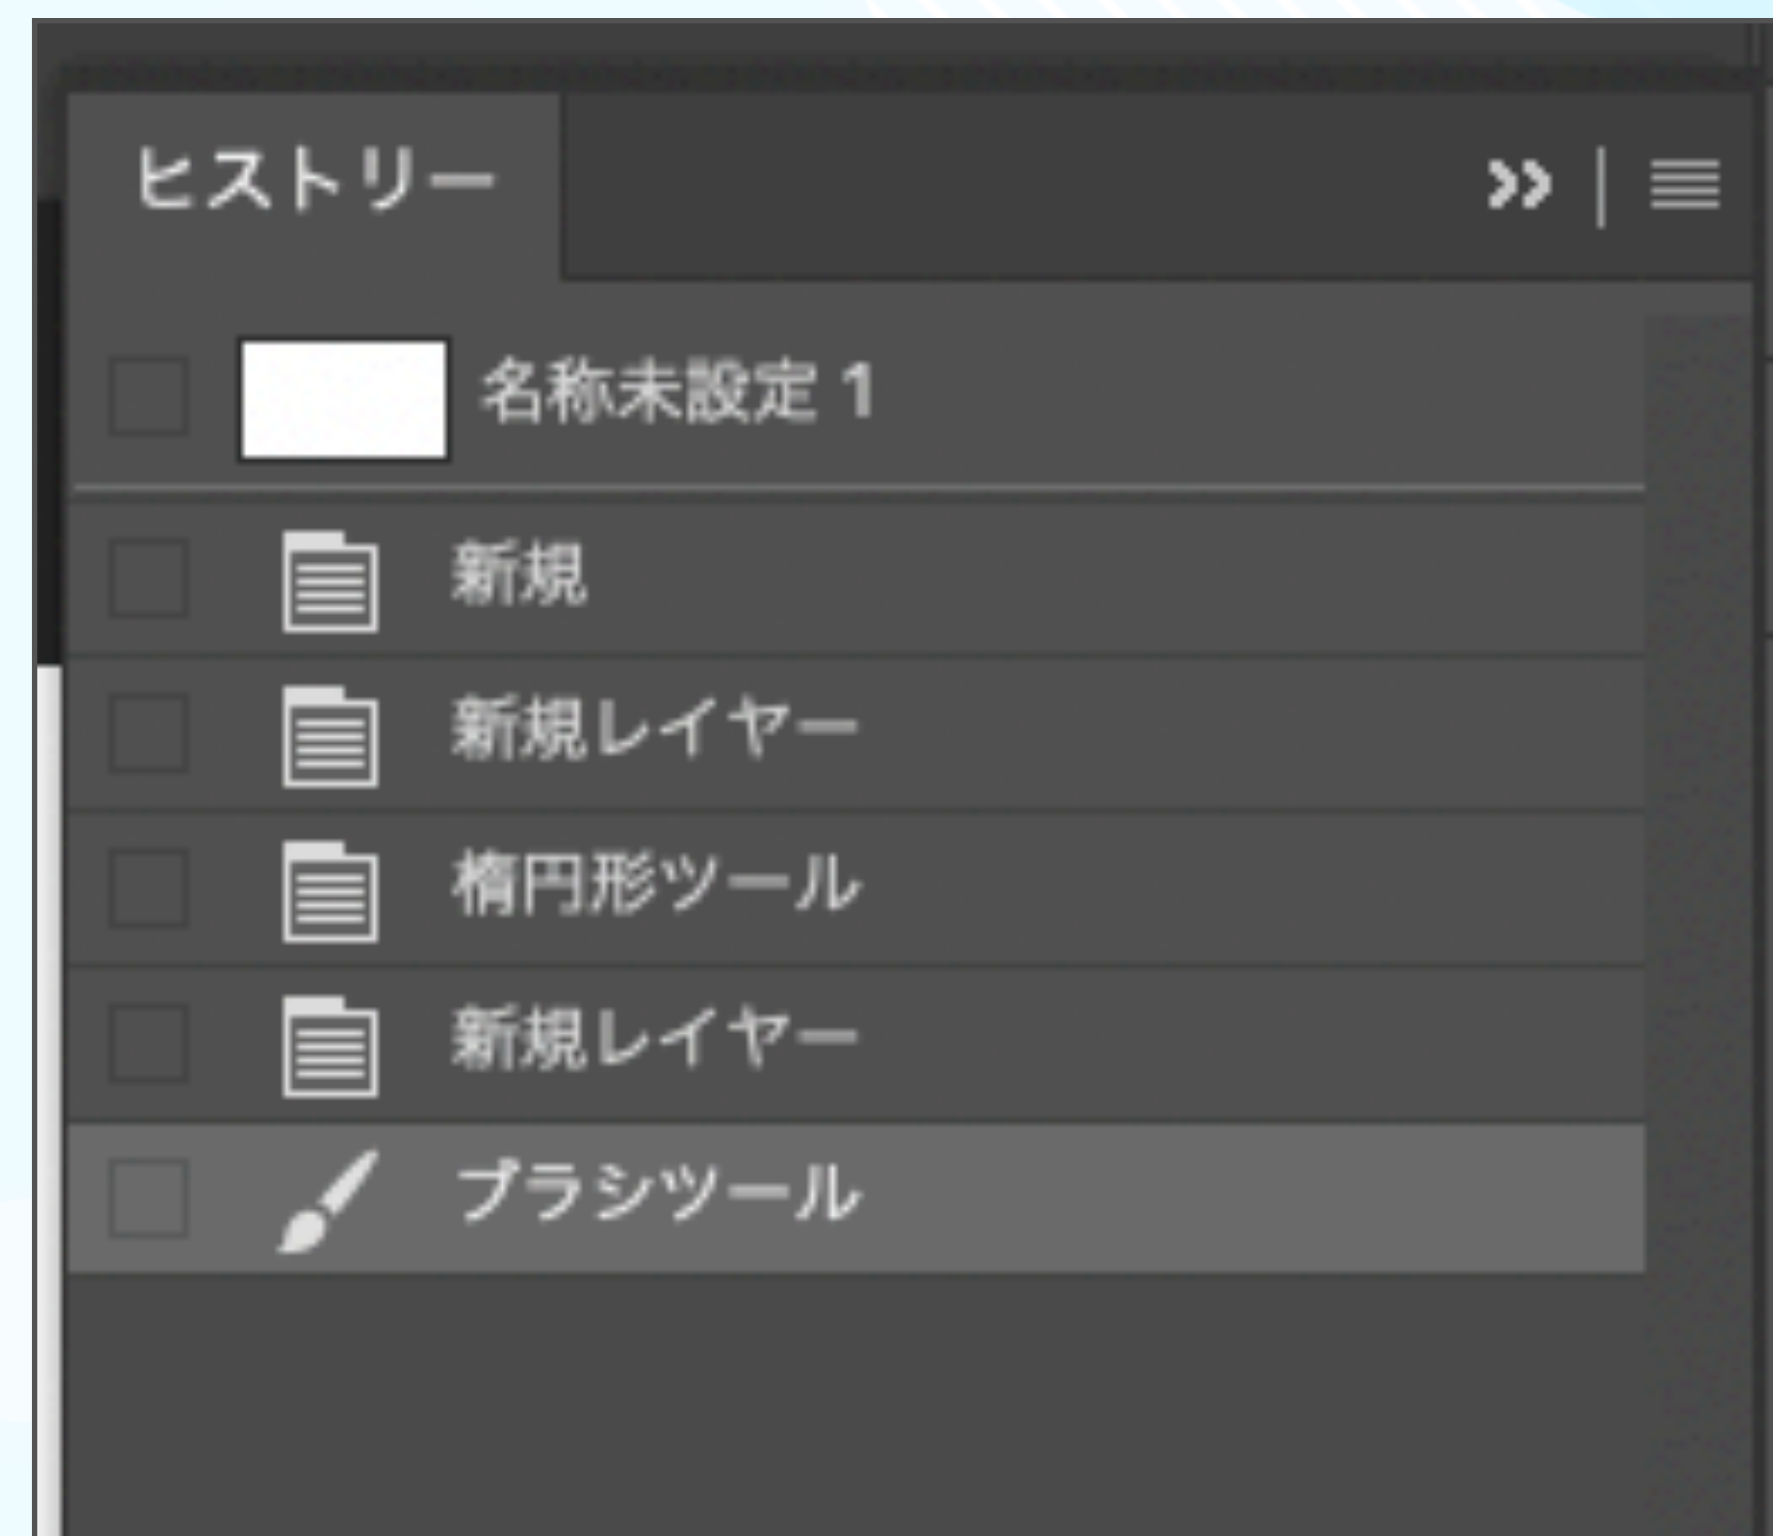 ヒストリー
名称未設定 1
新規
新規レイヤー
楕円形ツール
新規レイヤー
ブラシツール